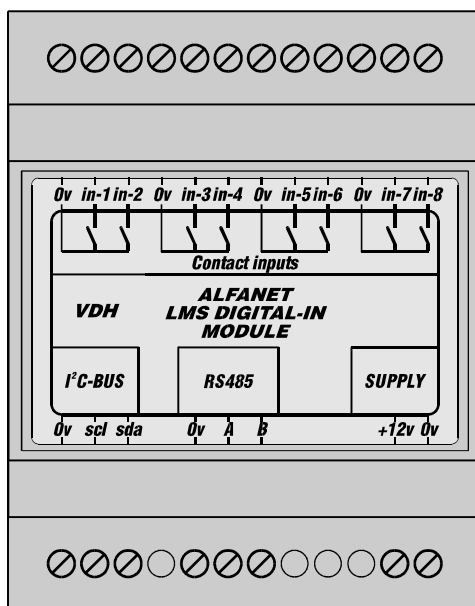 0v in-1 in-2 0v in-3 in-4 0v in-5 in-6 0v in-7 in-8
Contact inputs
VDH
ALFANET
LMS DIGITAL-IN
MODULE
I²C-BUS
RS485
SUPPLY
0v scl sda 0v A B +12v 0v